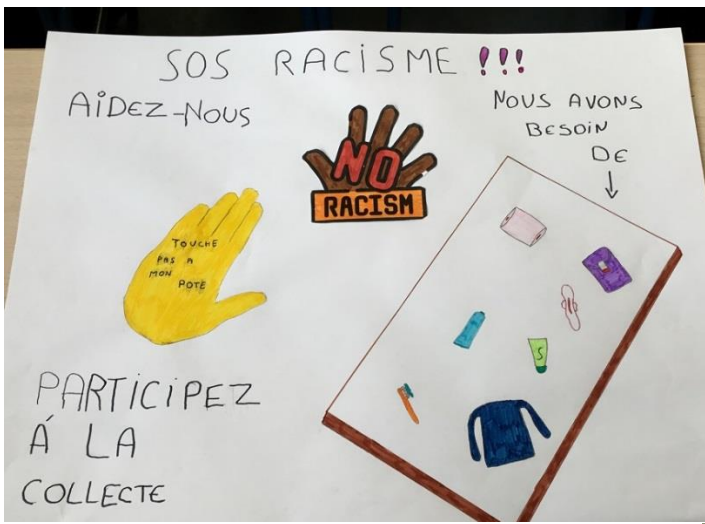 SOS RACISME !!!
AIDEZ-NOUS
NOUS AVONS
BESOIN
DE
NO
RACISM
TOUCHE
PAS A
MON
POTE
S
PARTICIPEZ
Á LA
COLLECTE